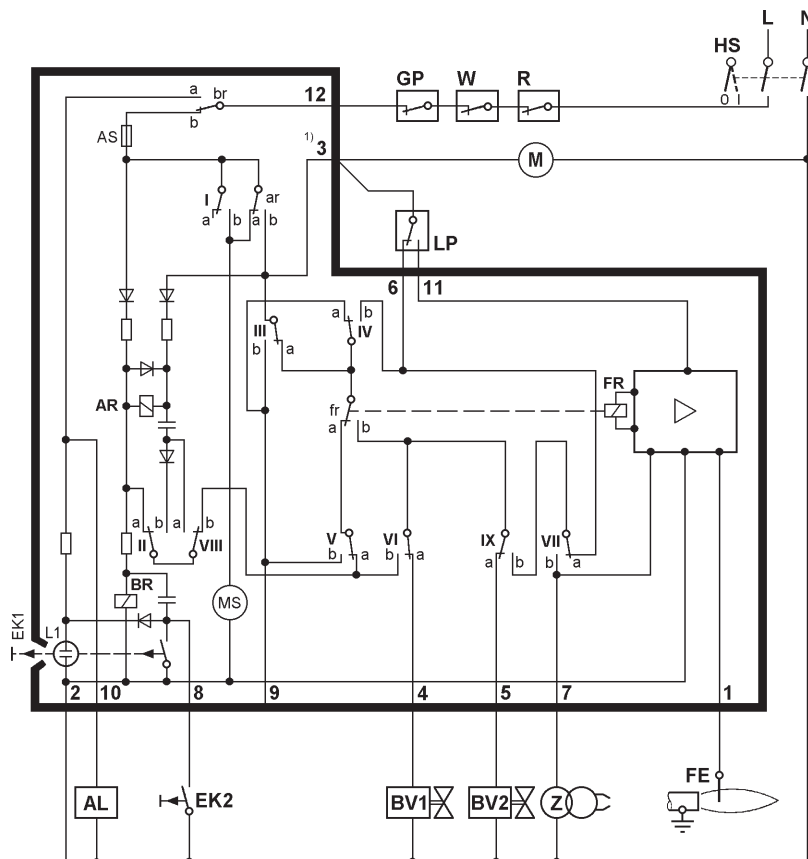 L N
HS
0 I
GP W R
12
a br
b
AS
1) 3
M
I ar
a b a b
LP
6 11
a b
III IV
b a
FR
AR
fr
a b
a b a b
II VIII
V VI IX VII
b a b a a b b a
BR
MS
EK1
L1
2 10 8 9 4 5 7 1
FE
AL EK2 BV1 BV2 Z